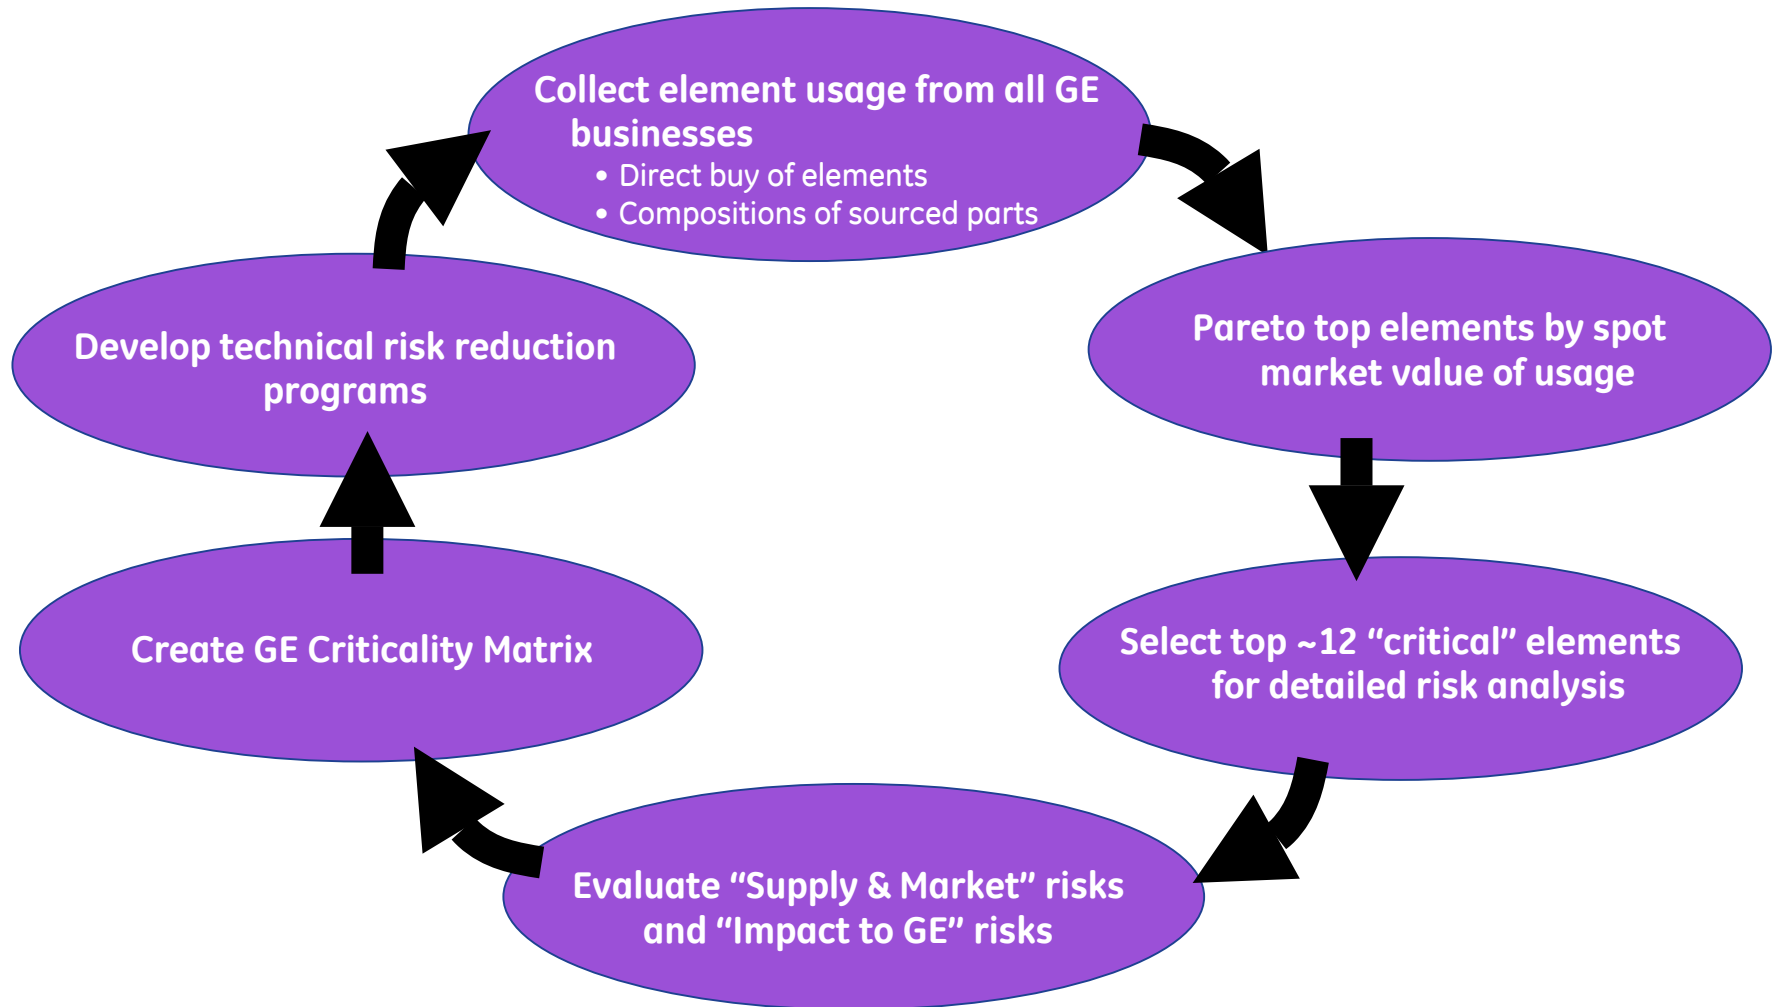 Collect element usage from all GE
businesses
• Direct buy of elements
• Compositions of sourced parts
Pareto top elements by spot
market value of usage
Select top ~12 “critical” elements
for detailed risk analysis
Evaluate “Supply & Market” risks
and “Impact to GE” risks
Create GE Criticality Matrix
Develop technical risk reduction
programs